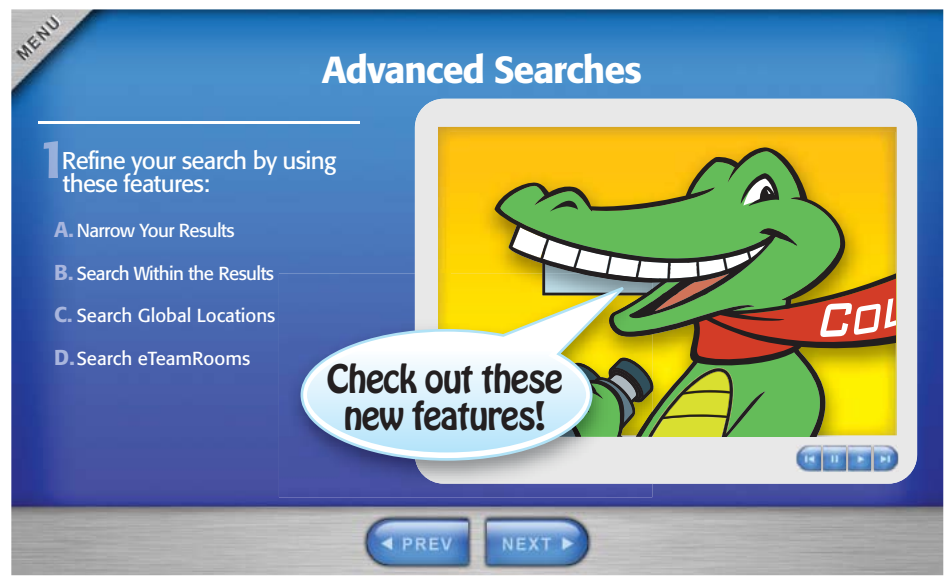 MENU
Advanced Searches
1 Refine your search by using
these features:
A. Narrow Your Results
B. Search Within the Results
C. Search Global Locations
D. Search eTeamRooms
Check out these
new features!
COL
PREV
NEXT